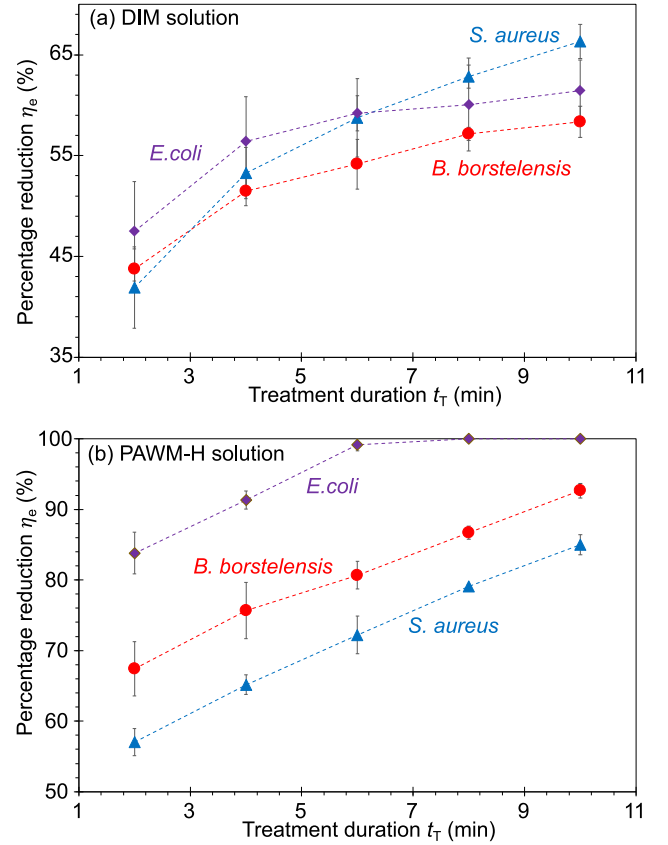 (a) DIM solution
S. aureus
E.coli
B. borstelensis
Percentage reduction ηe (%)
65
55
45
35
1 3 5 7 9 11
Treatment duration tT (min)
(b) PAWM-H solution
E.coli
B. borstelensis
S. aureus
Percentage reduction ηe (%)
100
90
80
70
60
50
1 3 5 7 9 11
Treatment duration tT (min)